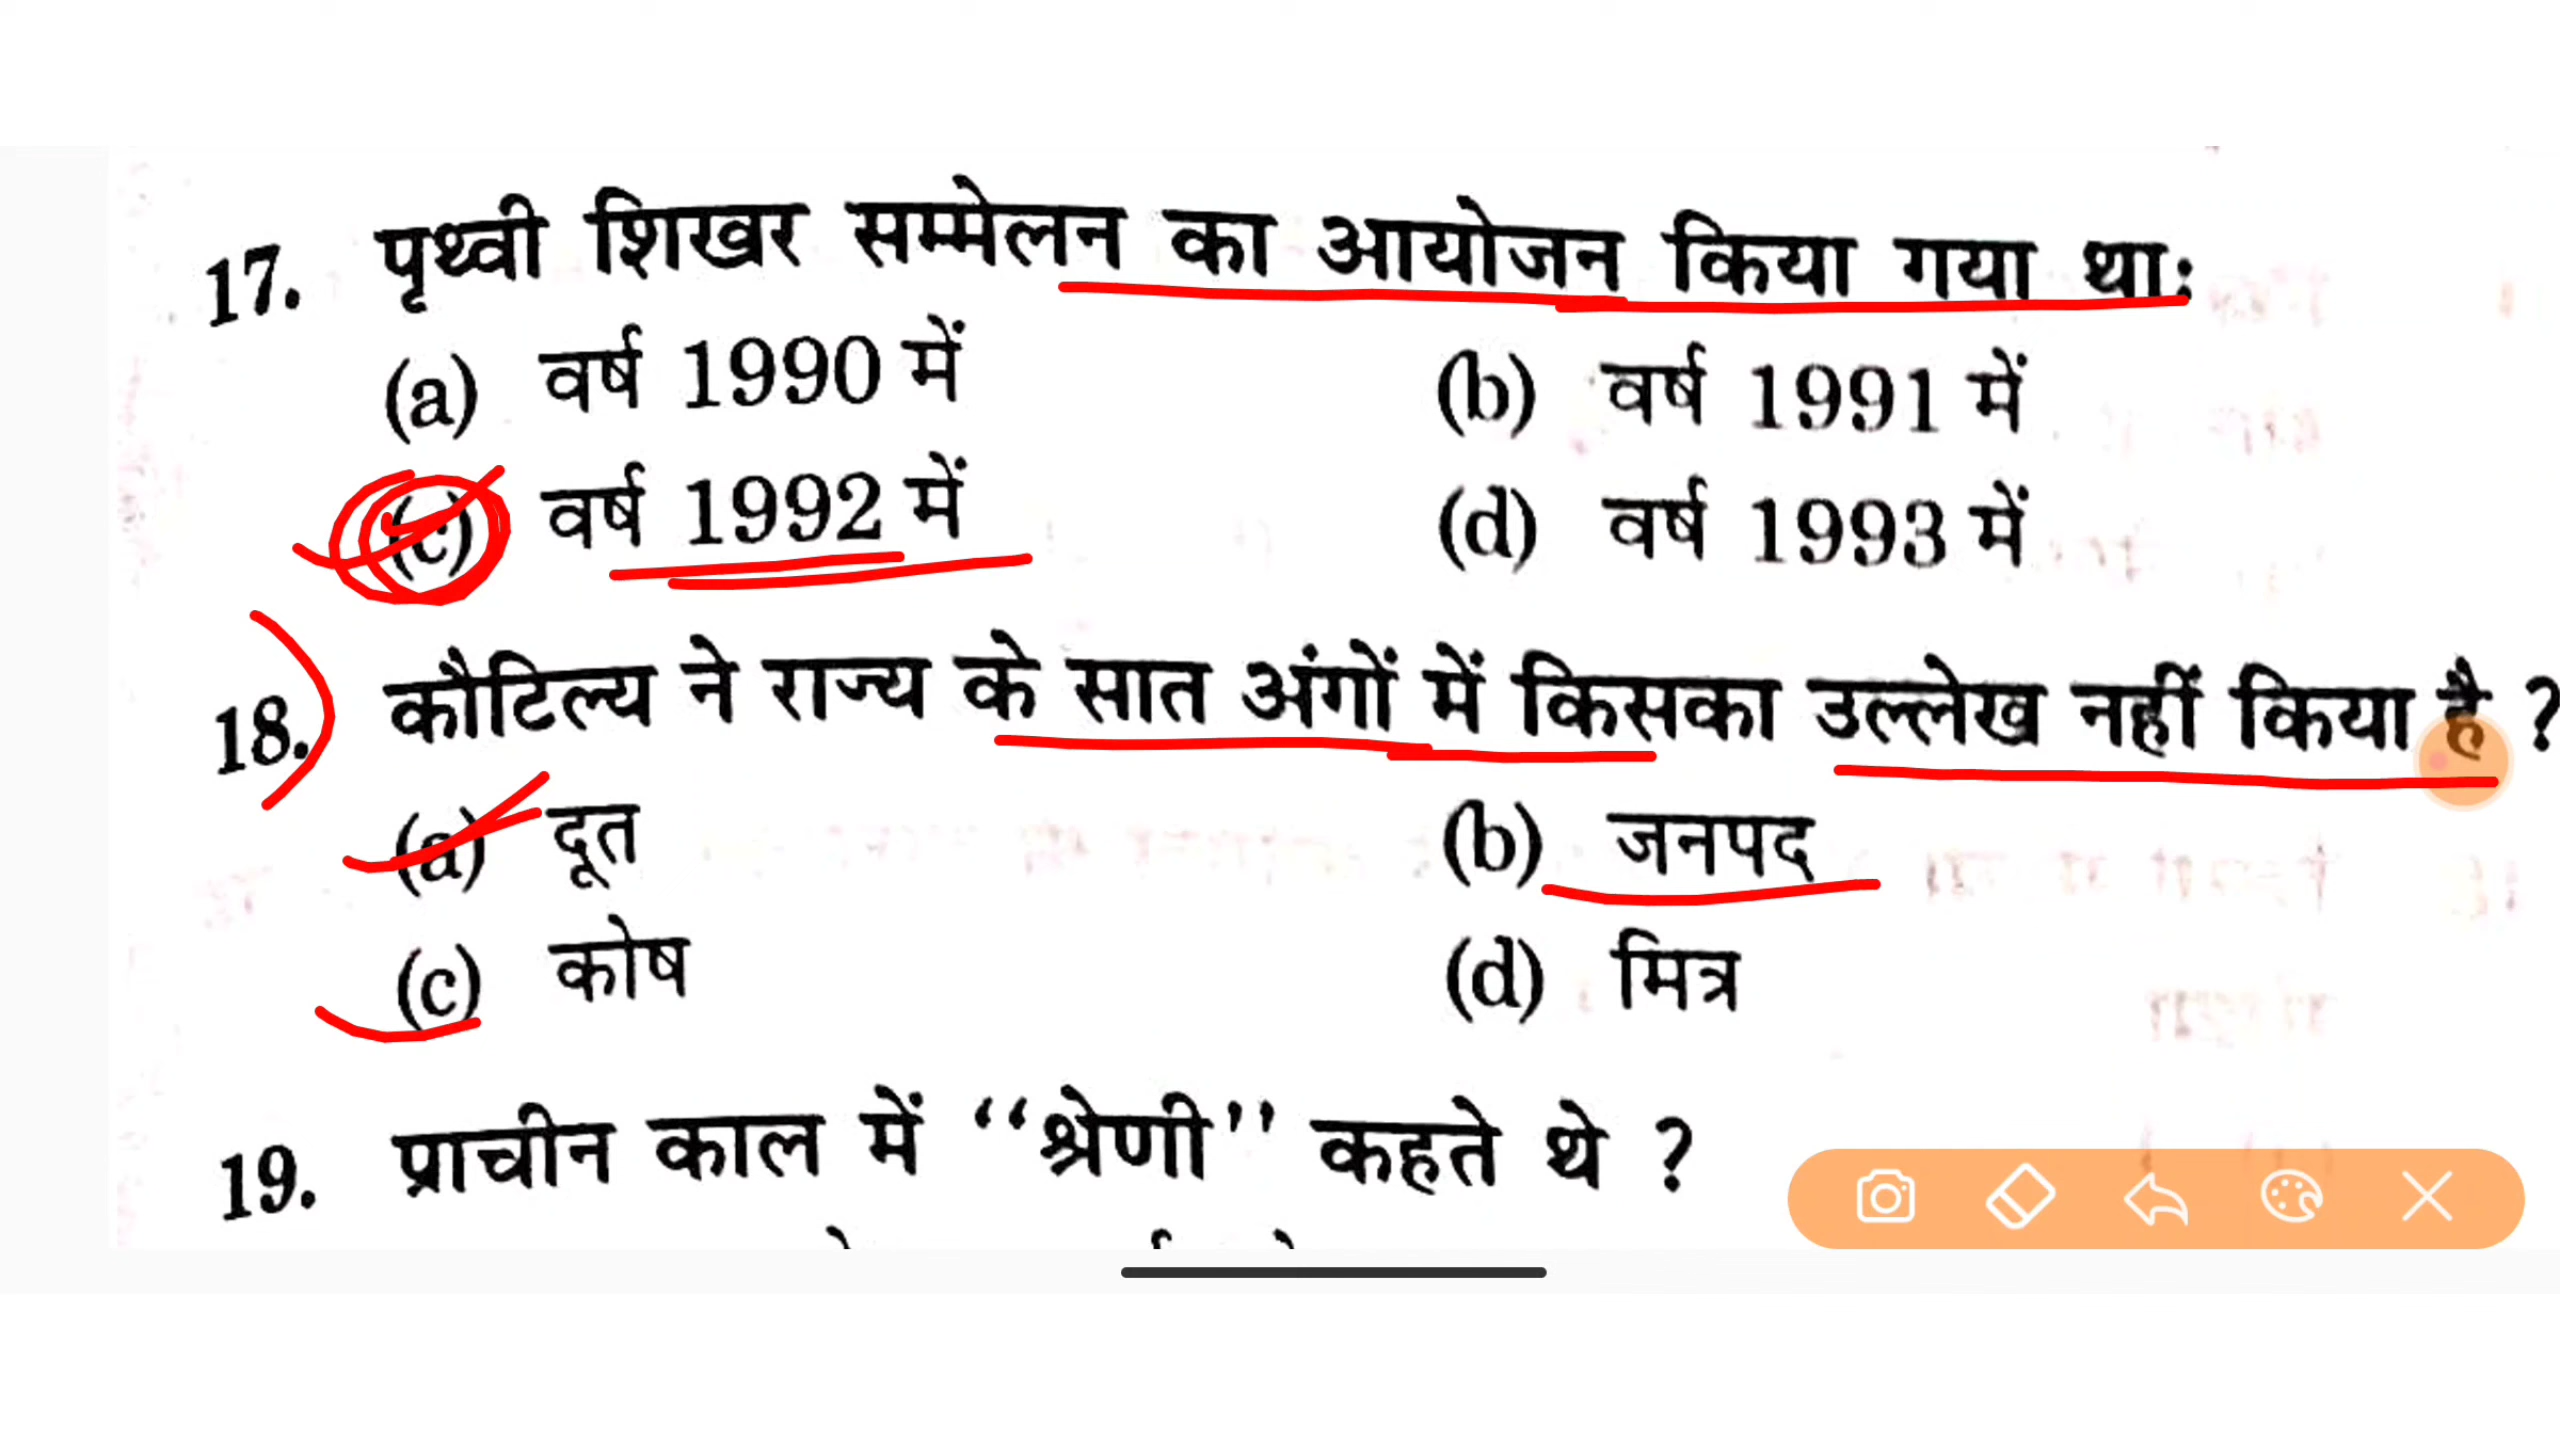 17. पृथ्वी शिखर सम्मेलन का आयोजन किया गया थाः
(a) वर्ष 1990 में (b) वर्ष 1991 में
(c) वर्ष 1992 में (d) वर्ष 1993 में
18. कौटिल्य ने राज्य के सात अंगों में किसका उल्लेख नहीं किया है ?
(a) दूत (b) जनपद
(c) कोष (d) मित्र
19. प्राचीन काल में “श्रेणी” कहते थे ?